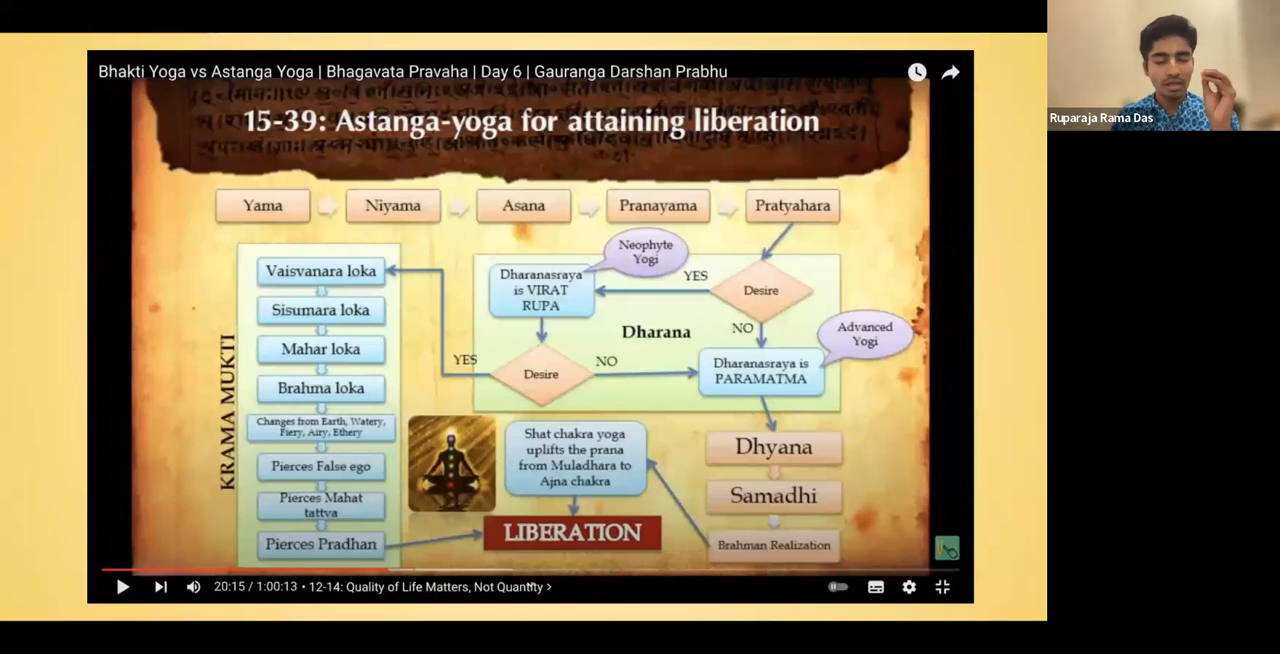 Bhakti Yoga vs Astanga Yoga | Bhagavata Pravaha | Day 6 | Gauranga Darshan Prabhu
Ruparaja Rama Das
15-39: Astanga-yoga for attaining liberation
Yama
Niyama
Asana
Pranayama
Pratyahara
Neophyte
Yogi
Dharanasraya
is VIRAT
RUPA
YES
Desire
Dharana
NO
Advanced
Yogi
YES
Desire
NO
Dharanasraya is
PARAMATMA
KRAMA MUKTI
Vaisvanara loka
Sisumara loka
Mahar loka
Brahma loka
Changes from Earth, Watery,
Fiery, Airy, Ethery
Pierces False ego
Pierces Mahat
tattva
Pierces Pradhan
Shat chakra yoga
uplifts the prana
from Muladhara to
Ajna chakra
LIBERATION
Dhyana
Samadhi
Brahman Realization
20:15 / 1:00:13 • 12-14: Quality of Life Matters, Not Quantity >